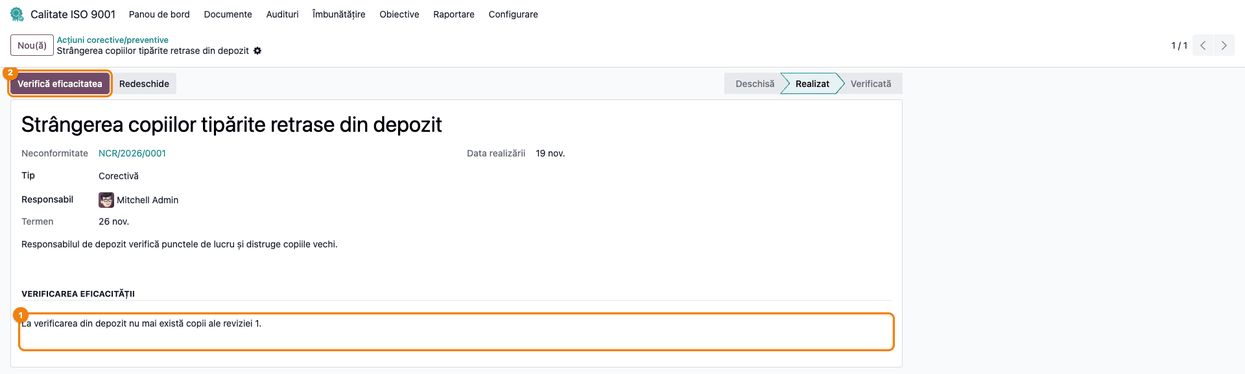 Calitate ISO 9001 Panou de bord Documente Audituri Îmbunătățire Obiective Raportare Configurare
Nou(ă) Acțiuni corective/preventive
Strângerea copiilor tipărite retrase din depozit
1 / 1
2
Verifică eficacitatea Redeschide Deschisă Realizat Verificată
Strângerea copiilor tipărite retrase din depozit
Neconformitate NCR/2026/0001 Data realizării 19 nov.
Tip Corectivă
Responsabil Mitchell Admin
Termen 26 nov.
Responsabilul de depozit verifică punctele de lucru și distruge copiile vechi.
VERIFICAREA EFICACITĂȚII
1
La verificarea din depozit nu mai există copii ale reviziei 1.